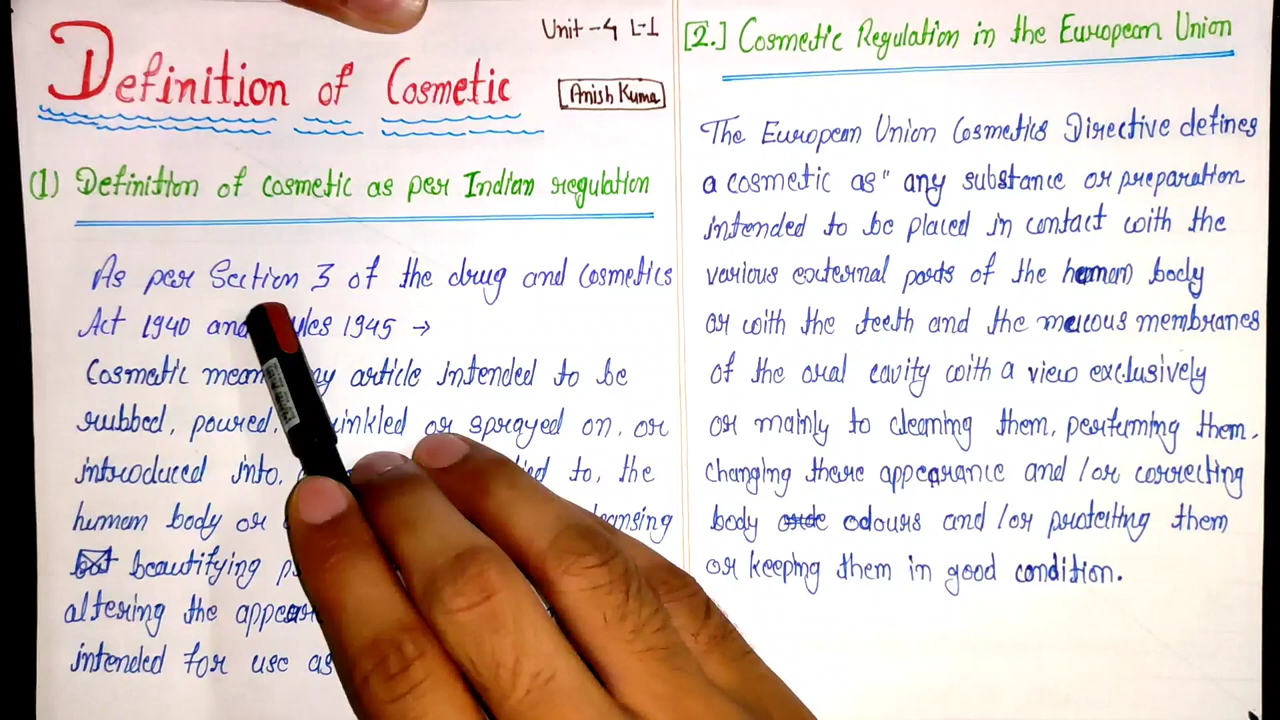 Unit-4 L-1
Definition of Cosmetic
Anish Kuma
(1) Definition of cosmetic as per Indian regulation
As per Section 3 of the drug and cosmetics
Act 1940 and ules 1945 →
Cosmetic mean ny article intended to be
rubbed, poured, inkled or sprayed on, or
introduced into, ied to, the
human body or eansing
beautifying p
altering the appear
intended for use as
[2.] Cosmetic Regulation in the European Union
The European Union Cosmetics Directive defines
a cosmetic as" any substance or preparation
intended to be placed in contact with the
various external parts of the human body
or with the teeth and the mucous membranes
of the oral cavity with a view exclusively
or mainly to cleaning them, perfuming them,
changing there appearance and /or correcting
body odours and /or protecting them
or keeping them in good condition.